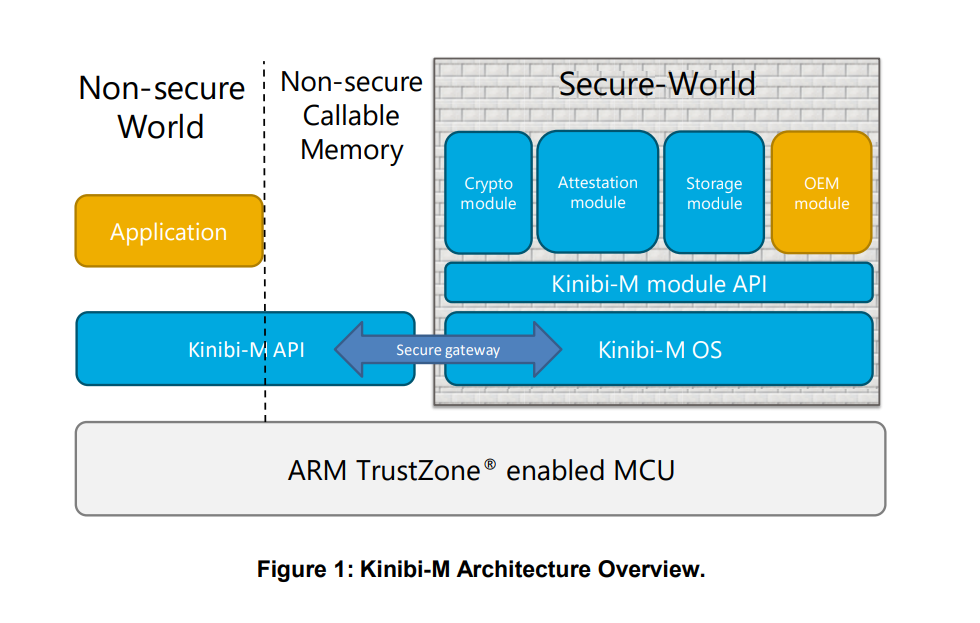 Non-secure
World
Non-secure
Callable
Memory
Secure-World
Crypto
module
Attestation
module
Storage
module
OEM
module
Application
Kinibi-M module API
Kinibi-M API
Secure gateway
Kinibi-M OS
ARM TrustZone® enabled MCU
Figure 1: Kinibi-M Architecture Overview.